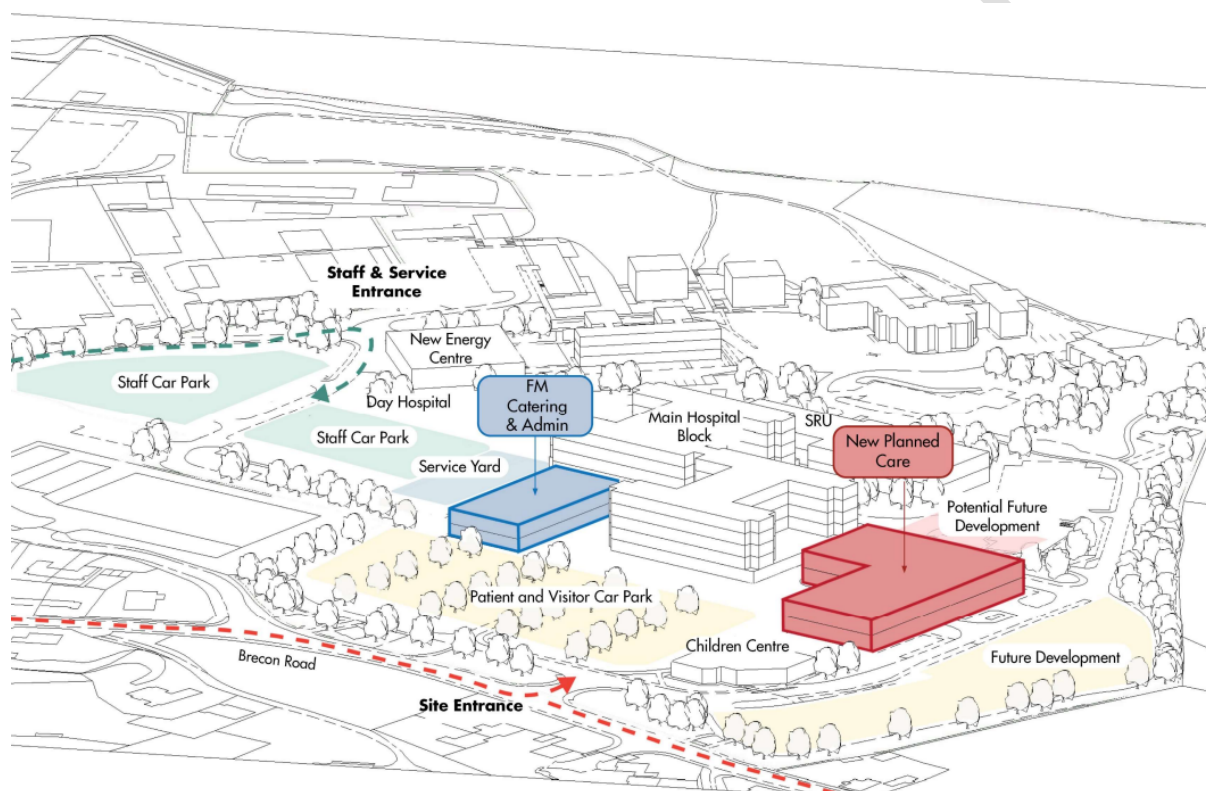 Staff & Service
Entrance
New Energy
Centre
Staff Car Park
Day Hospital
FM
Catering
& Admin
Main Hospital
Block
SRU
New Planned
Care
Staff Car Park
Service Yard
Potential Future
Development
Patient and Visitor Car Park
Children Centre
Brecon Road
Future Development
Site Entrance